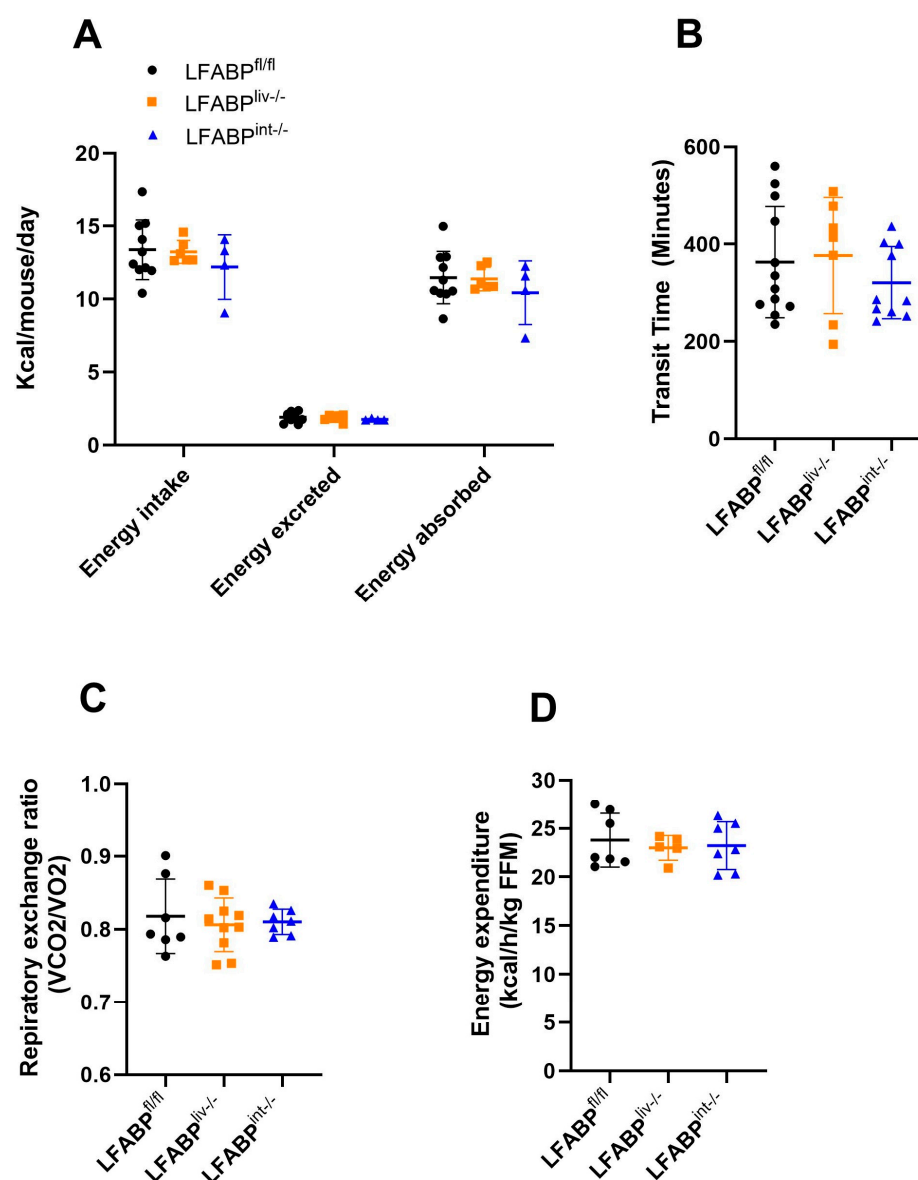 A
LFABPfl/fl
LFABPliv-/-
LFABPint-/-
Kcal/mouse/day
20
15
10
5
0
Energy intake
Energy excreted
Energy absorbed
B
Transit Time (Minutes)
600
400
200
0
LFABPfl/fl
LFABPliv-/-
LFABPint-/-
C
Repiratory exchange ratio
(VCO2/VO2)
1.0
0.9
0.8
0.7
0.6
LFABPfl/fl
LFABPliv-/-
LFABPint-/-
D
Energy expenditure
(kcal/h/kg FFM)
30
25
20
15
10
5
0
LFABPfl/fl
LFABPliv-/-
LFABPint-/-